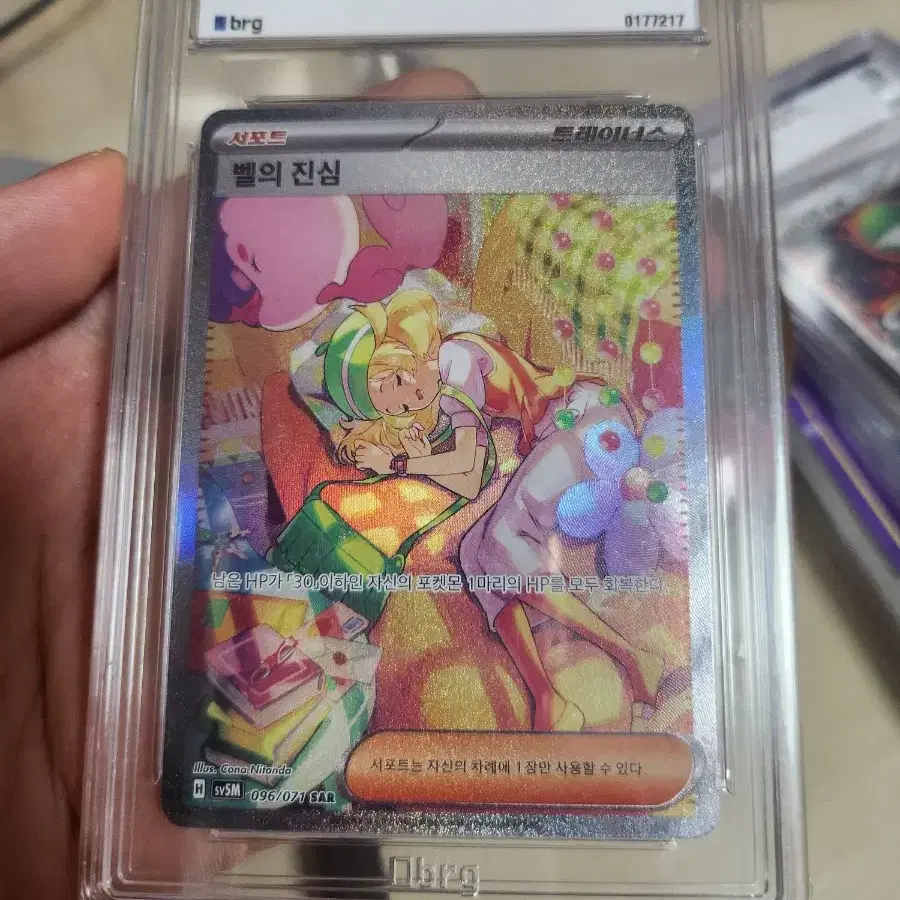 brg
0177217
서포트
트레이너스
벨의 진심
남은 HP가 「30」이하인 자신의 포켓몬 1마리의 HP를 모두 회복한다.
서포트는 자신의 차례에 1장만 사용할 수 있다.
Illus. Cona Nitanda
H sv5M 096/071 SAR
brg